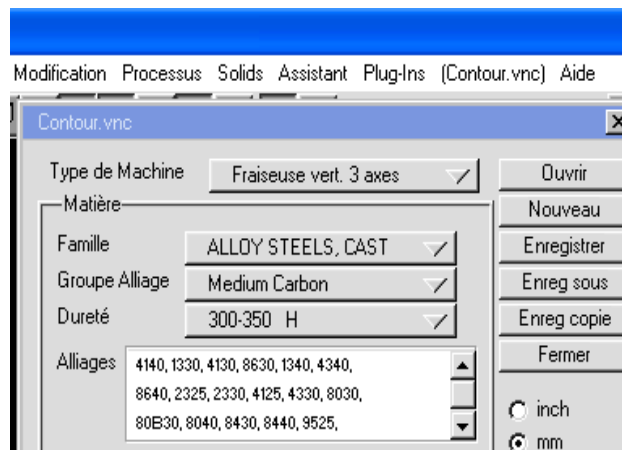 Modification Processus Solids Assistant Plug-Ins (Contour.vnc) Aide
Contour.vnc
Type de Machine Fraiseuse vert. 3 axes Ouvrir
Matière Nouveau
Famille ALLOY STEELS, CAST Enregistrer
Groupe Alliage Medium Carbon Enreg sous
Dureté 300-350 H Enreg copie
Alliages 4140, 1330, 4130, 8630, 1340, 4340, Fermer
8640, 2325, 2330, 4125, 4330, 8030,
80B30, 8040, 8430, 8440, 9525,
inch
mm